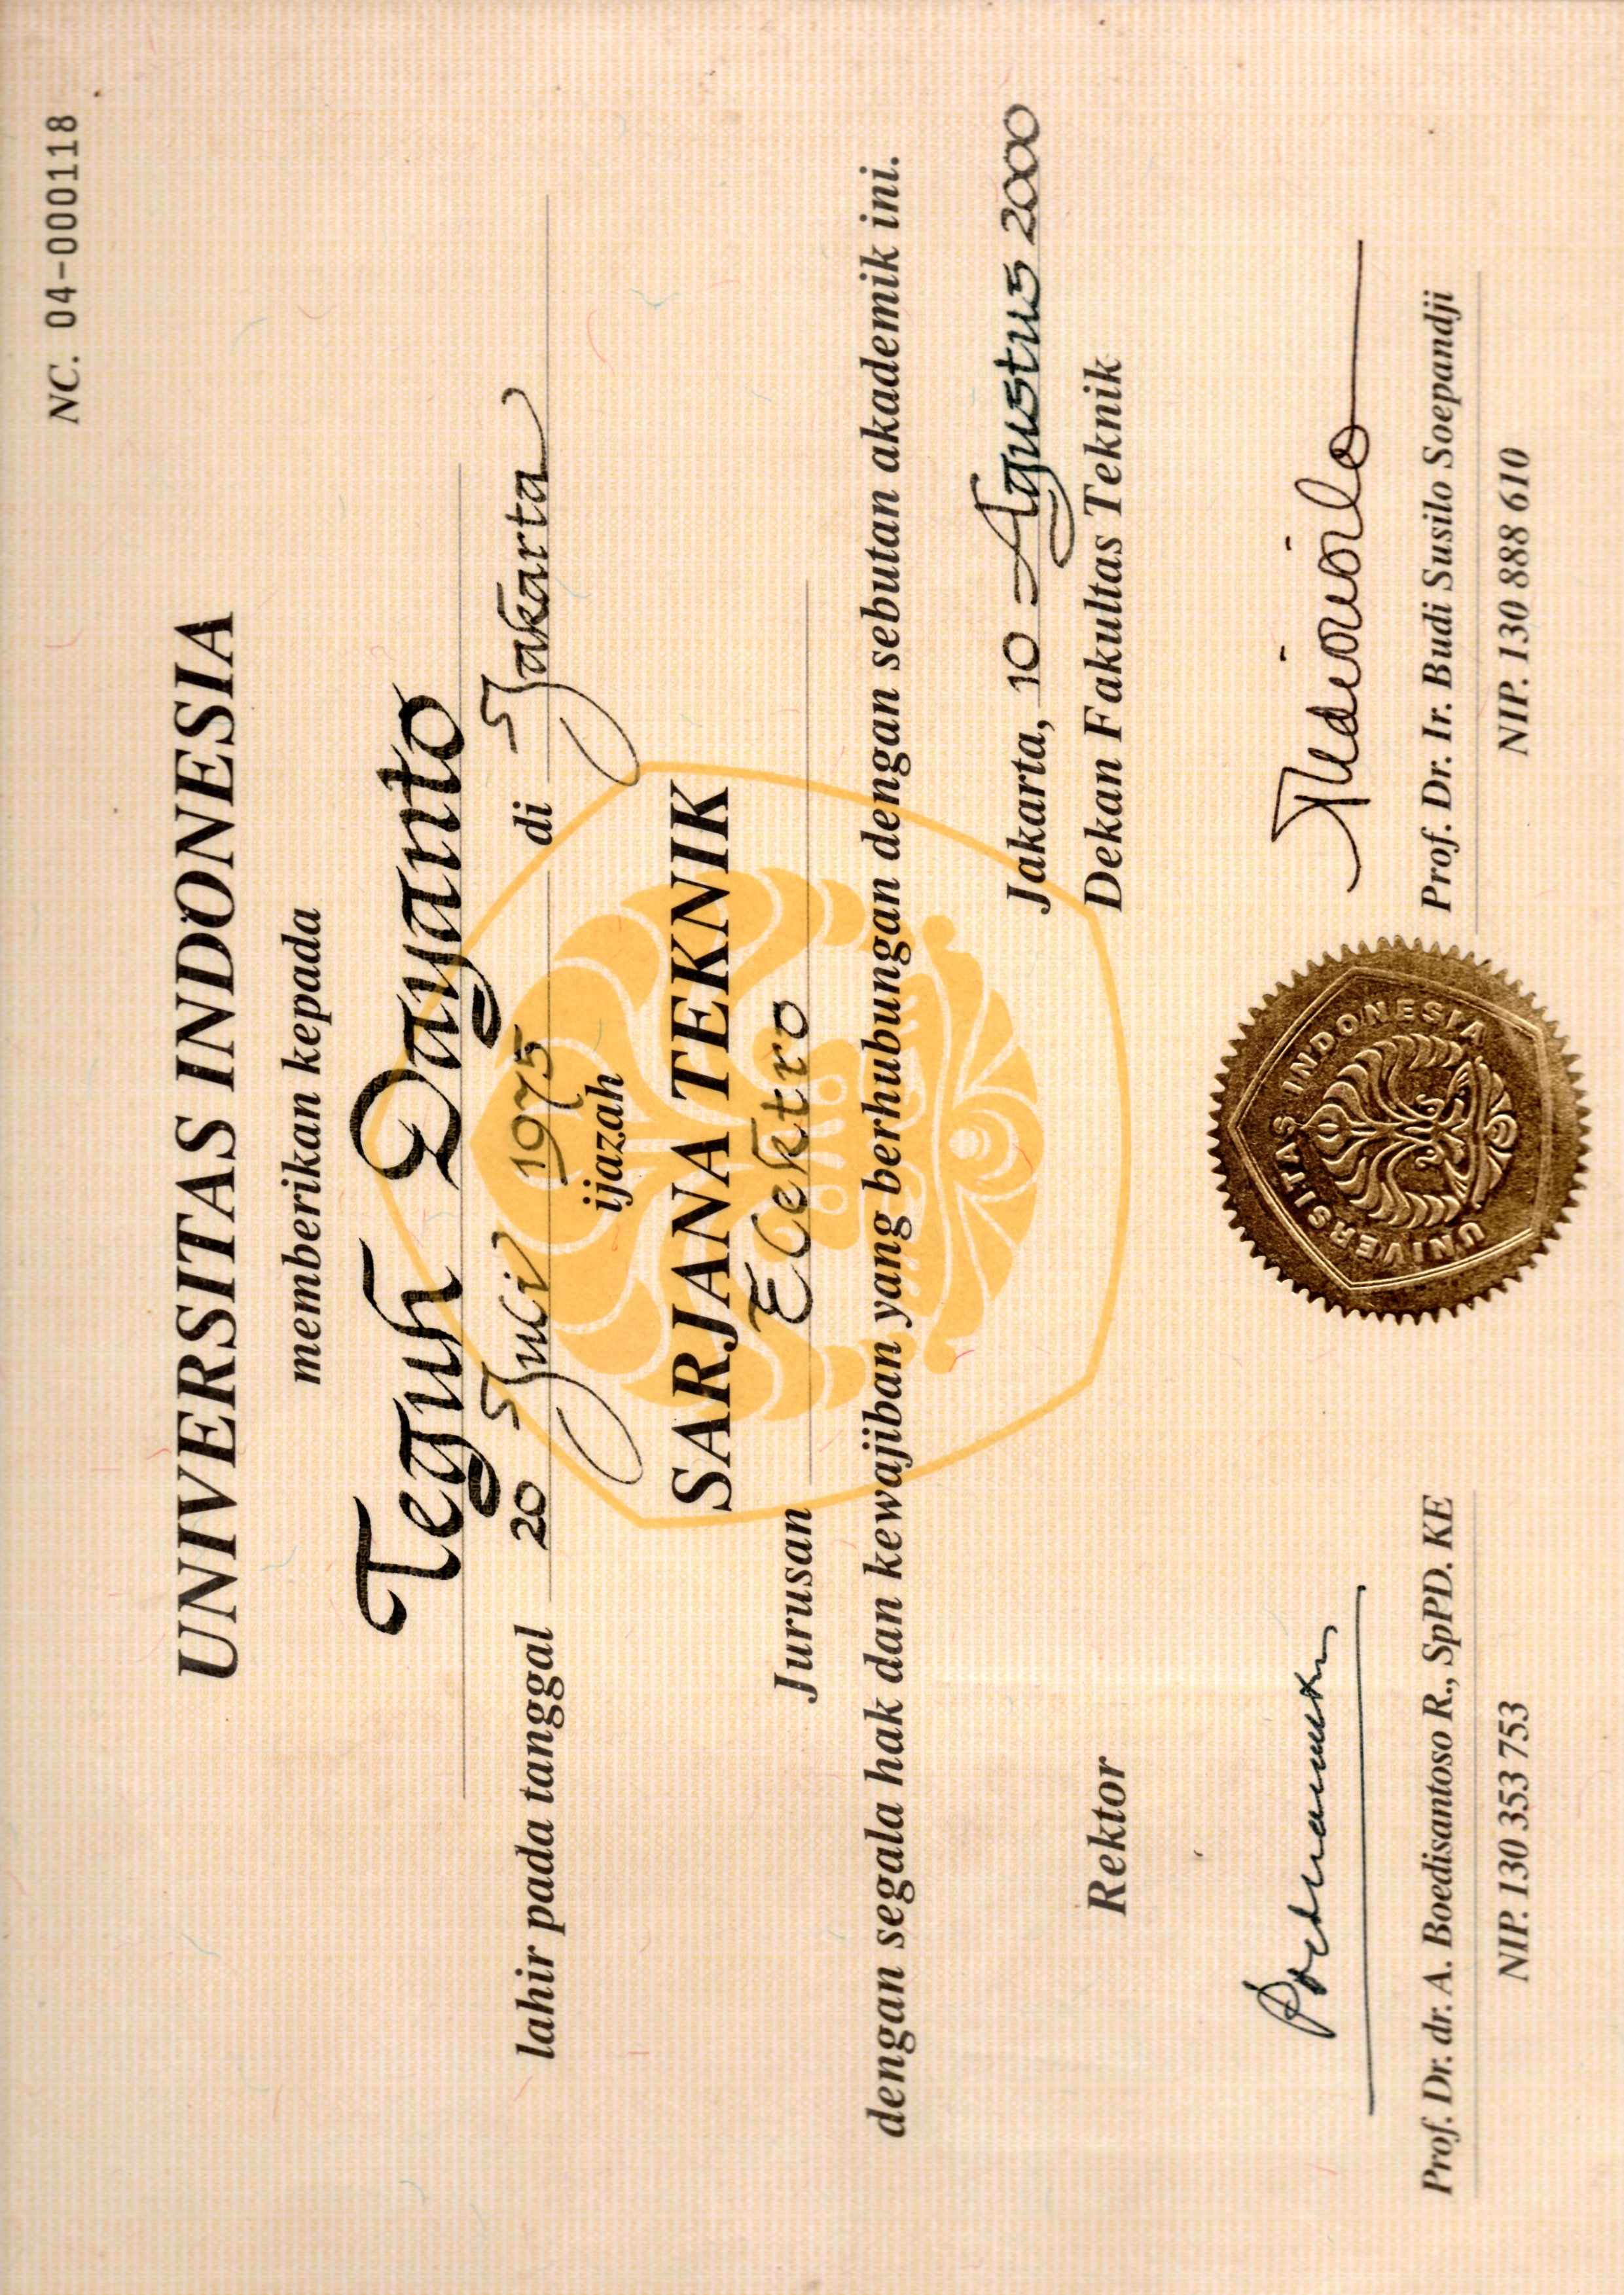 NC. 04-000118
UNIVERSITAS INDONESIA
memberikan kepada
Teguh Dayanto
lahir pada tanggal 20 Juli 1975 di Jakarta
ijazah
SARJANA TEKNIK
Jurusan Elektro
dengan segala hak dan kewajiban yang berhubungan dengan sebutan akademik ini.
Jakarta, 10 Agustus 2000
Rektor Dekan Fakultas Teknik
UNIVERSITAS INDONESIA
Prof. Dr. dr. A. Boedisantoso R., SpPD. KE Prof. Dr. Ir. Budi Susilo Soepandji
NIP. 130 353 753 NIP. 130 888 610